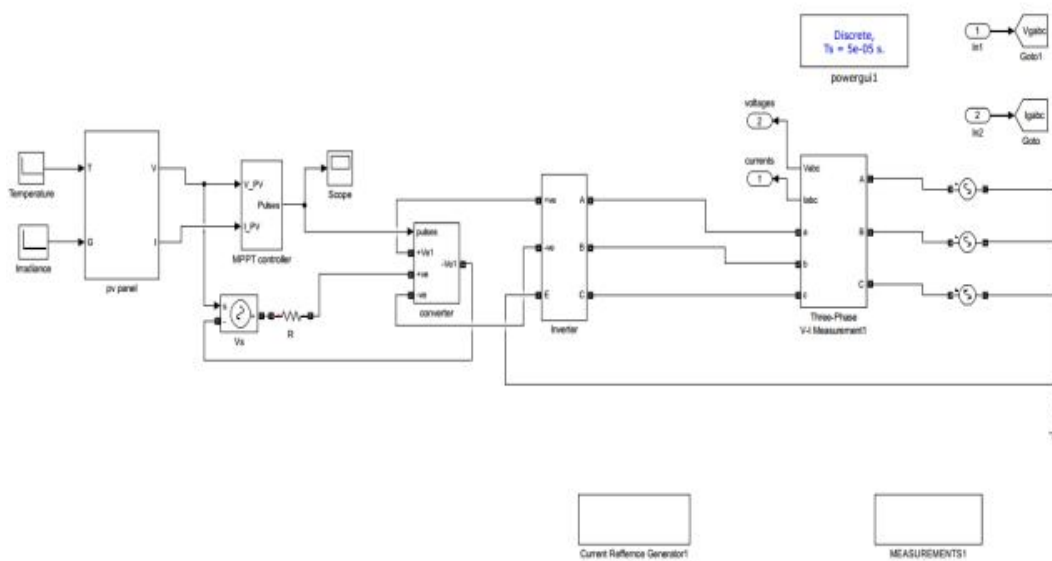 Discrete,
Ts = 5e-05 s.
powergui1
1
In1
Vgabc
Goto1
2
In2
Igabc
Goto
voltages
2
currents
1
Temperature
Irradiance
T
G
V
I
pv panel
V_PV
I_PV
Pulses
MPPT controller
Scope
s
-
+
Vs
R
pulses
+Vo1
+ve
-ve
-Vo1
converter
+ve
-ve
E
A
B
C
Inverter
Vabc
Iabc
a
b
c
A
B
C
Three-Phase
V-I Measurement1
Current Reffernce Generator1
MEASUREMENTS1